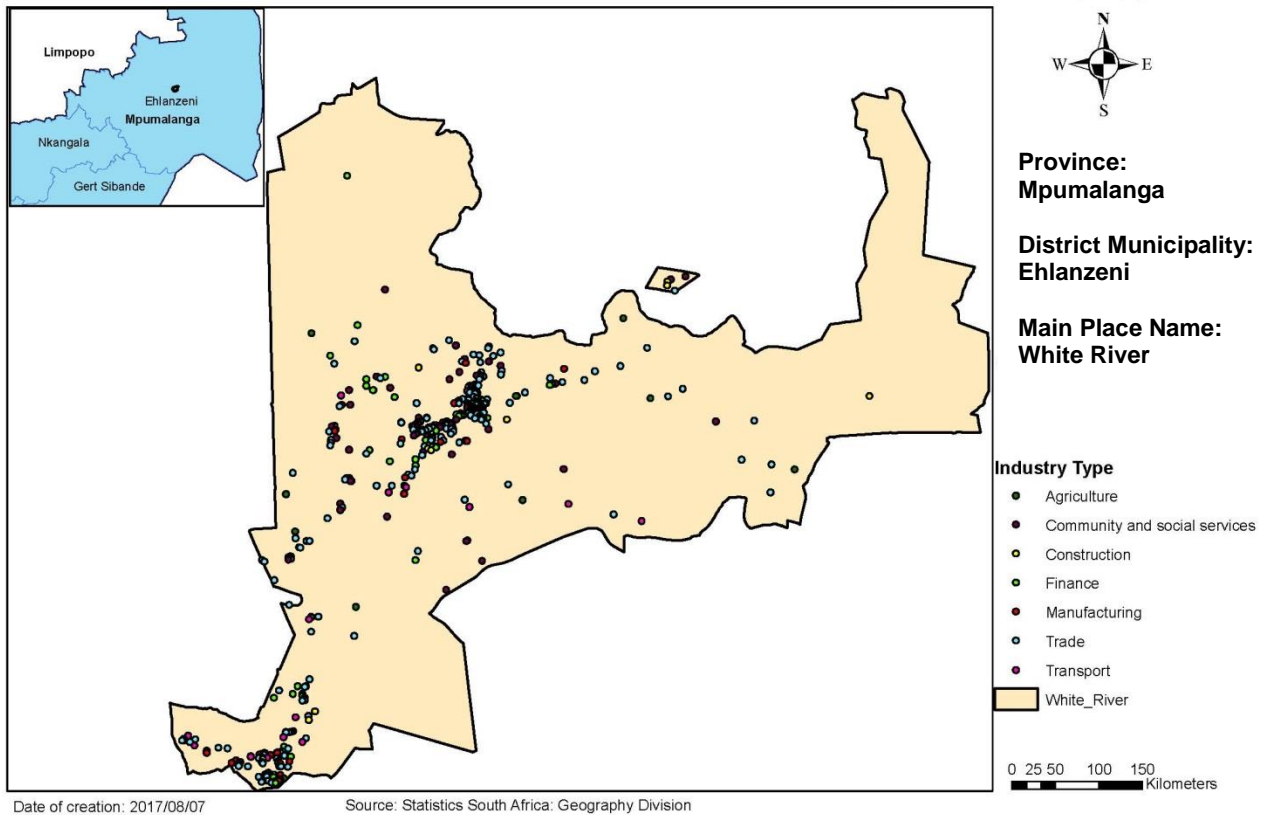 Limpopo
Ehlanzeni
Mpumalanga
Nkangala
Gert Sibande
N
W E
S
Province:
Mpumalanga
District Municipality:
Ehlanzeni
Main Place Name:
White River
Industry Type
Agriculture
Community and social services
Construction
Finance
Manufacturing
Trade
Transport
White_River
0 25 50 100 150
Kilometers
Date of creation: 2017/08/07
Source: Statistics South Africa: Geography Division